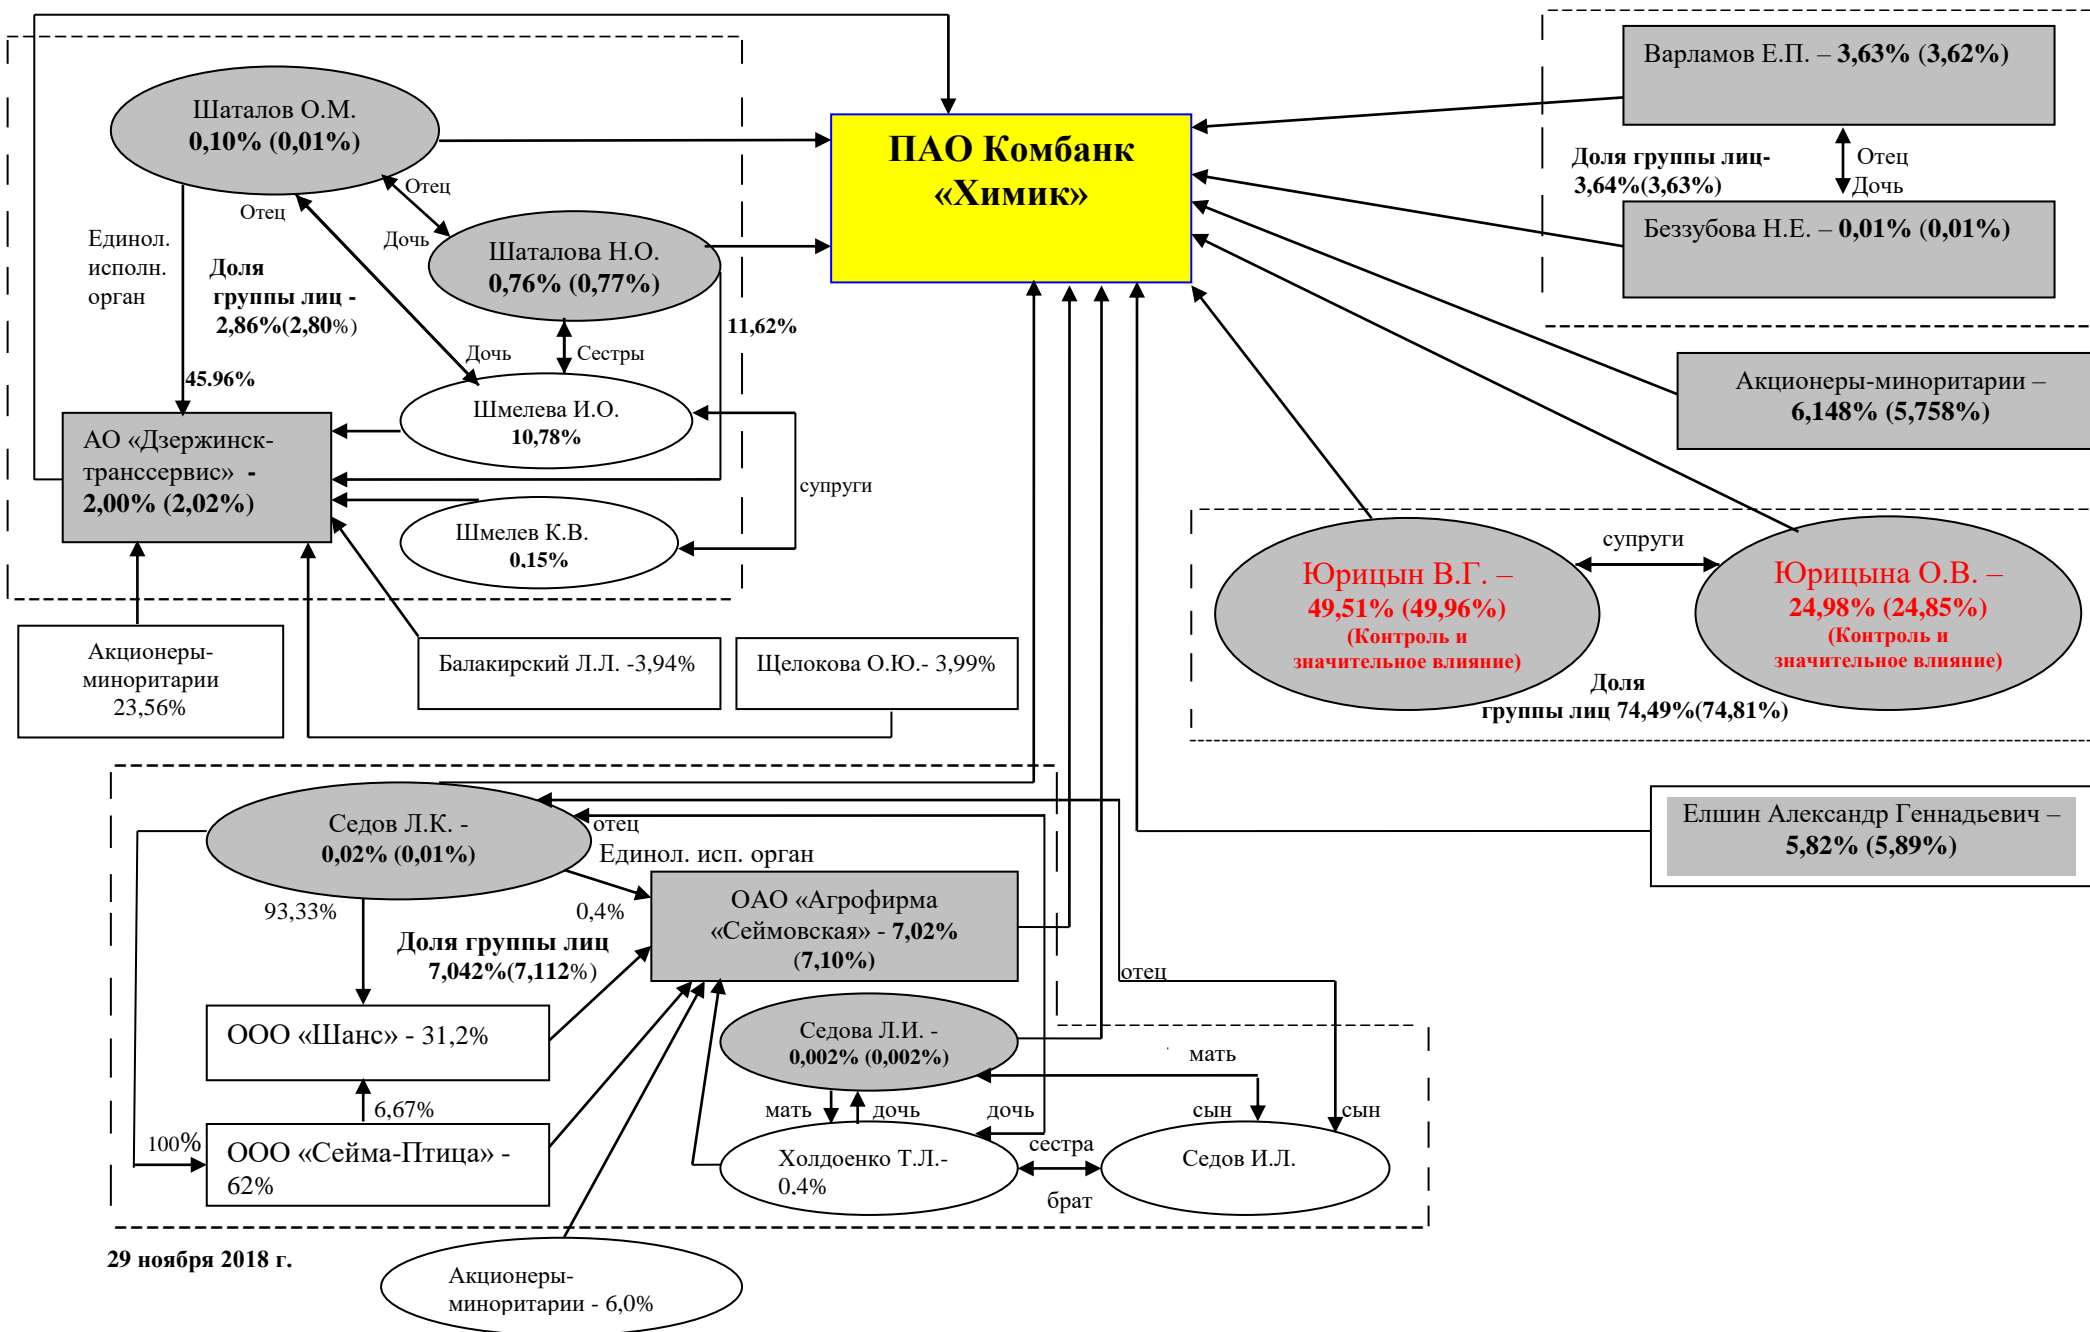 Шаталов О.М.
0,10% (0,01%)
Отец
Отец
Дочь
Шаталова Н.О.
0,76% (0,77%)
Единол.
исполн.
орган
Доля
группы лиц -
2,86%(2,80%)
11,62%
Дочь
Сестры
45.96%
Шмелева И.О.
10,78%
АО «Дзержинск-
транссервис» -
2,00% (2,02%)
Шмелев К.В.
0,15%
супруги
Акционеры-
миноритарии
23,56%
Балакирский Л.Л. -3,94%
Щелокова О.Ю.- 3,99%
ПАО Комбанк
«Химик»
Варламов Е.П. – 3,63% (3,62%)
Доля группы лиц-
3,64%(3,63%)
Отец
Дочь
Беззубова Н.Е. – 0,01% (0,01%)
Акционеры-миноритарии –
6,148% (5,758%)
Юрицын В.Г. –
49,51% (49,96%)
(Контроль и
значительное влияние)
супруги
Юрицына О.В. –
24,98% (24,85%)
(Контроль и
значительное влияние)
Доля
группы лиц 74,49%(74,81%)
Елшин Александр Геннадьевич –
5,82% (5,89%)
Седов Л.К. -
0,02% (0,01%)
отец
Единол. исп. орган
93,33%
0,4%
Доля группы лиц
7,042%(7,112%)
ОАО «Агрофирма
«Сеймовская» - 7,02%
(7,10%)
отец
ООО «Шанс» - 31,2%
6,67%
100%
ООО «Сейма-Птица» -
62%
Седова Л.И. -
0,002% (0,002%)
мать
мать
дочь
дочь
сын
сын
Холдоенко Т.Л.-
0,4%
сестра
брат
Седов И.Л.
29 ноября 2018 г.
Акционеры-
миноритарии - 6,0%